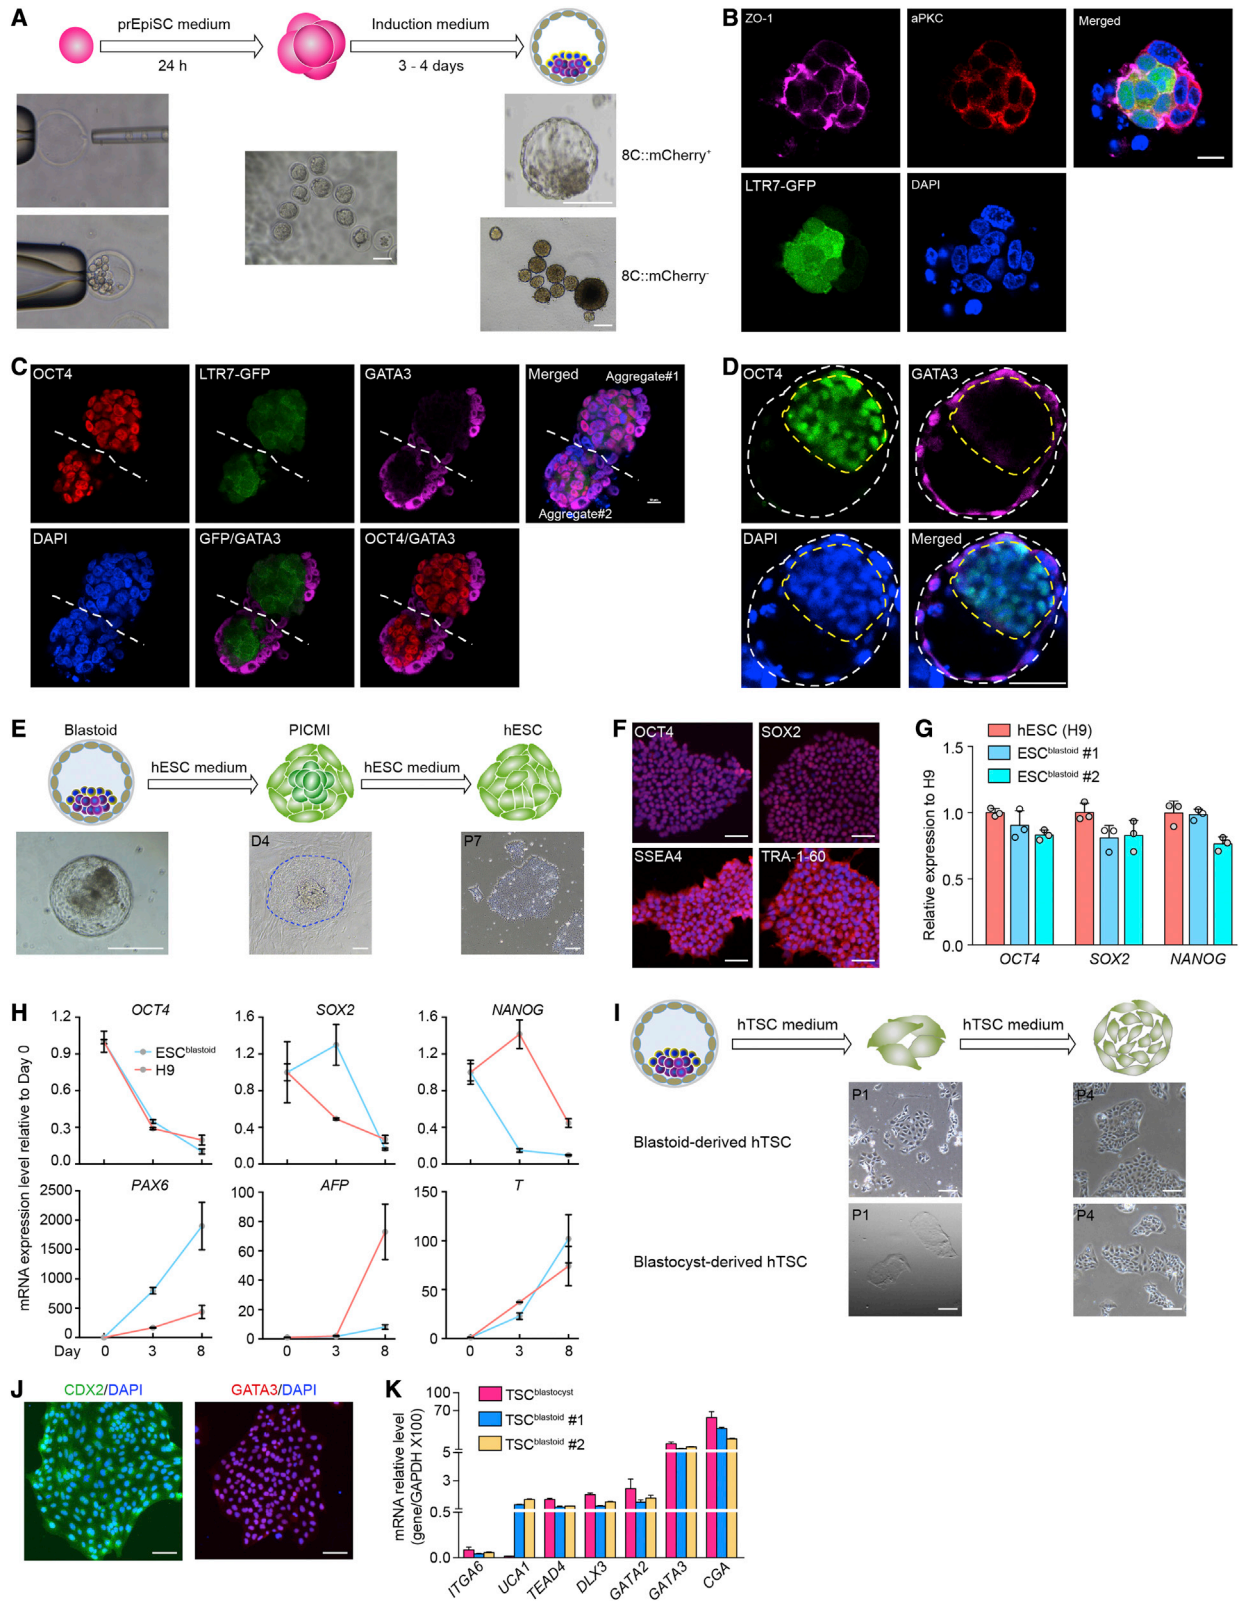 A
prEpiSC medium
24 h
Induction medium
3 - 4 days
8C::mCherry⁺
8C::mCherry⁻
B
ZO-1
aPKC
Merged
LTR7-GFP
DAPI
C
OCT4
LTR7-GFP
GATA3
Merged
Aggregate#1
Aggregate#2
DAPI
GFP/GATA3
OCT4/GATA3
D
OCT4
GATA3
DAPI
Merged
E
Blastoid
PICMI
hESC
hESC medium
hESC medium
D4
P7
F
OCT4
SOX2
SSEA4
TRA-1-60
G
hESC (H9)
ESCblastoid #1
ESCblastoid #2
Relative expression to H9
1.5
1.0
0.5
0.0
OCT4
SOX2
NANOG
H
mRNA expression level relative to Day 0
OCT4
1.2
0.9
0.6
0.3
0.0
ESCblastoid
H9
SOX2
1.6
1.2
0.8
0.4
0.0
NANOG
1.6
1.2
0.8
0.4
0.0
PAX6
2500
2000
1500
1000
500
0
AFP
100
80
60
40
20
0
T
150
100
50
0
Day
0 3 8
0 3 8
0 3 8
I
hTSC medium
hTSC medium
Blastoid-derived hTSC
P1
P4
Blastocyst-derived hTSC
P1
P4
J
CDX2/DAPI
GATA3/DAPI
K
TSCblastocyst
TSCblastoid #1
TSCblastoid #2
mRNA relative level
(gene/GAPDH X100)
100
70
5
3
0.5
0.0
ITGA6
UCA1
TEAD4
DLX3
GATA2
GATA3
CGA